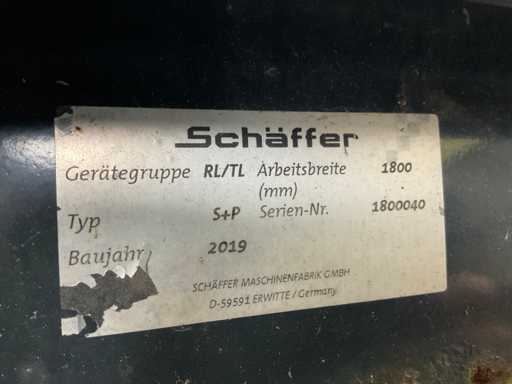 Schäffer
Gerätegruppe RL/TL Arbeitsbreite 1800
(mm)
Typ S+P Serien-Nr. 1800040
Baujahr 2019
SCHÄFFER MASCHINENFABRIK GMBH
D-59591 ERWITTE / Germany